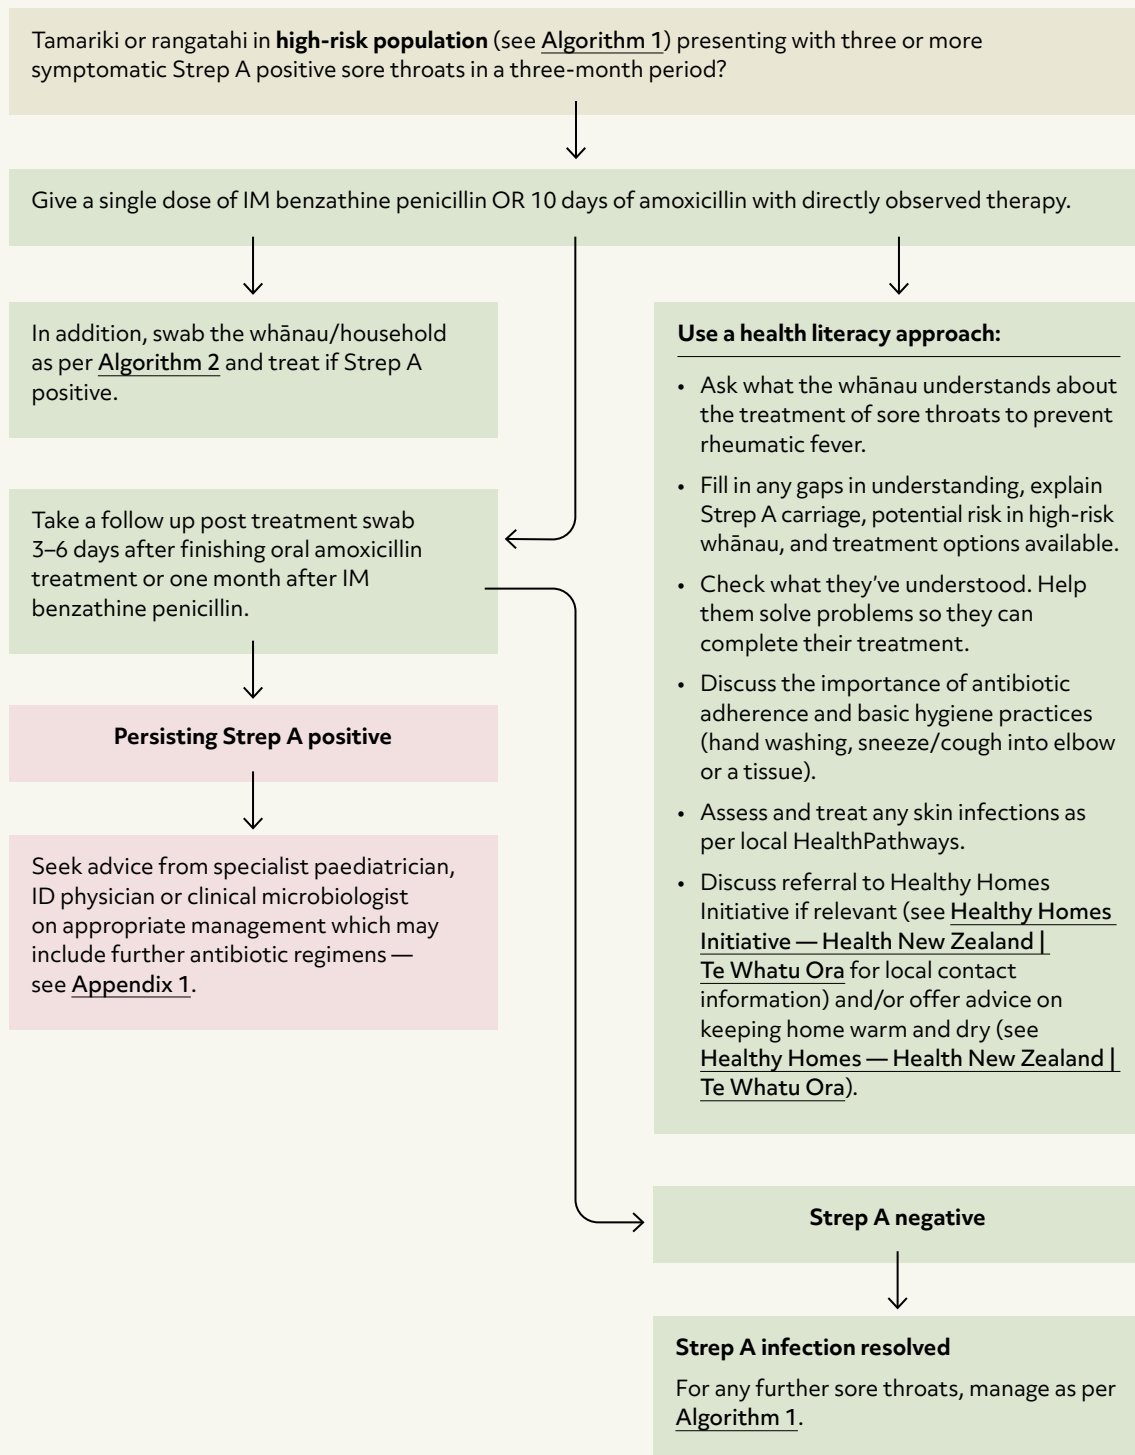 Tamariki or rangatahi in high-risk population (see Algorithm 1) presenting with three or more
symptomatic Strep A positive sore throats in a three-month period?
Give a single dose of IM benzathine penicillin OR 10 days of amoxicillin with directly observed therapy.
In addition, swab the whānau/household
as per Algorithm 2 and treat if Strep A
positive.
Take a follow up post treatment swab
3–6 days after finishing oral amoxicillin
treatment or one month after IM
benzathine penicillin.
Persisting Strep A positive
Seek advice from specialist paediatrician,
ID physician or clinical microbiologist
on appropriate management which may
include further antibiotic regimens —
see Appendix 1.
Use a health literacy approach:
• Ask what the whānau understands about
the treatment of sore throats to prevent
rheumatic fever.
• Fill in any gaps in understanding, explain
Strep A carriage, potential risk in high-risk
whānau, and treatment options available.
• Check what they’ve understood. Help
them solve problems so they can
complete their treatment.
• Discuss the importance of antibiotic
adherence and basic hygiene practices
(hand washing, sneeze/cough into elbow
or a tissue).
• Assess and treat any skin infections as
per local HealthPathways.
• Discuss referral to Healthy Homes
Initiative if relevant (see Healthy Homes
Initiative — Health New Zealand |
Te Whatu Ora for local contact
information) and/or offer advice on
keeping home warm and dry (see
Healthy Homes — Health New Zealand |
Te Whatu Ora).
Strep A negative
Strep A infection resolved
For any further sore throats, manage as per
Algorithm 1.